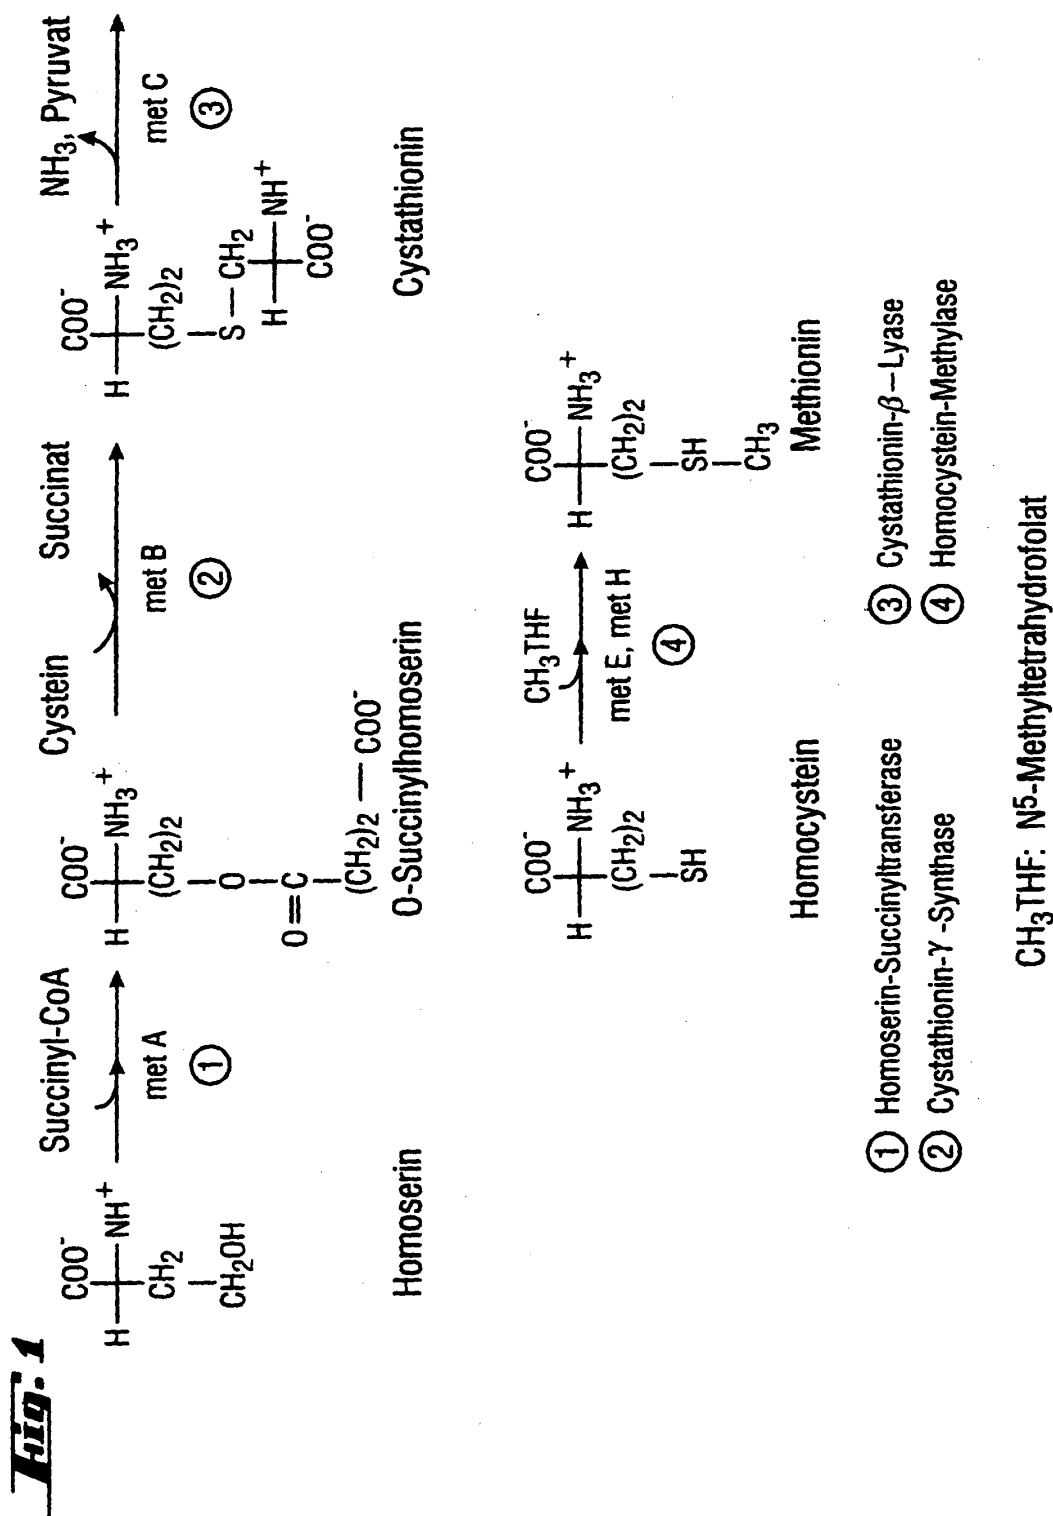 Fig. 1
Succinyl-CoA
met A
①
Cystein Succinat
met B
②
NH₃, Pyruvat
met C
③
COO⁻
H — NH⁺
CH₂
CH₂OH
Homoserin
COO⁻
H — NH₃⁺
(CH₂)₂
O
O=C
(CH₂)₂ — COO⁻
O-Succinylhomoserin
COO⁻
H — NH₃⁺
(CH₂)₂
S — CH₂
H — NH⁺
COO⁻
Cystathionin
COO⁻
H — NH₃⁺
(CH₂)₂
SH
Homocystein
CH₃THF
met E, met H
④
COO⁻
H — NH₃⁺
(CH₂)₂
SH
CH₃
Methionin
① Homoserin-Succinyltransferase
② Cystathionin-γ -Synthase
③ Cystathionin-β–Lyase
④ Homocystein-Methylase
CH₃THF: N⁵-Methyltetrahydrofolat